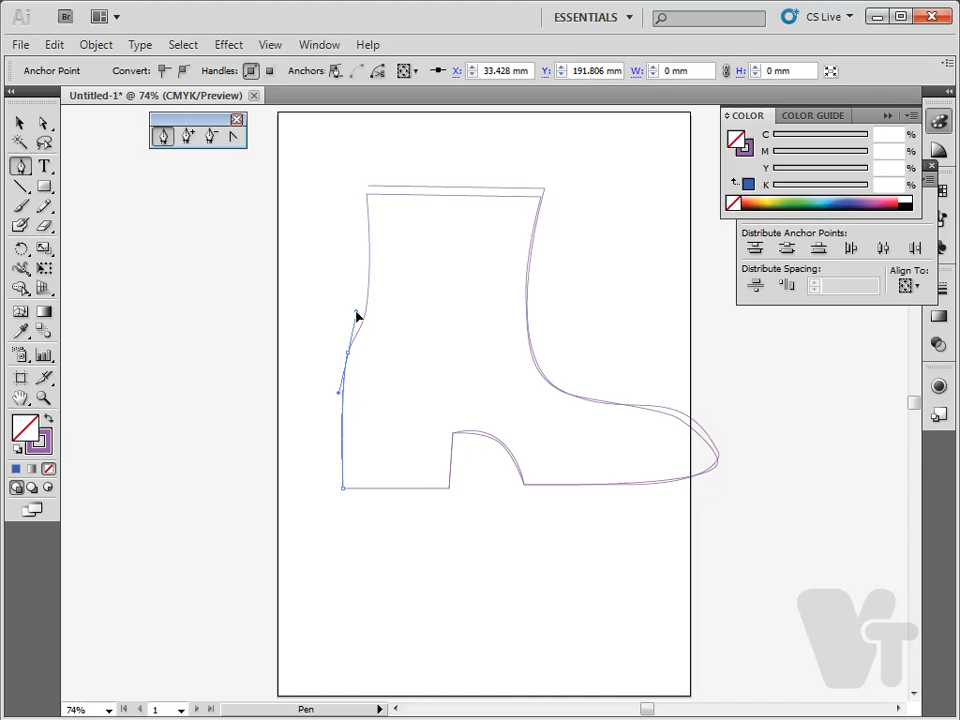 Ai Br ESSENTIALS CS Live
File Edit Object Type Select Effect View Window Help
Anchor Point Convert: Handles: Anchors: X: 33.428 mm Y: 191.806 mm W: 0 mm H: 0 mm
Untitled-1* @ 74% (CMYK/Preview)
COLOR COLOR GUIDE
C %
M %
Y %
K %
Distribute Anchor Points:
Distribute Spacing: Align To:
T
VT
74% 1 Pen